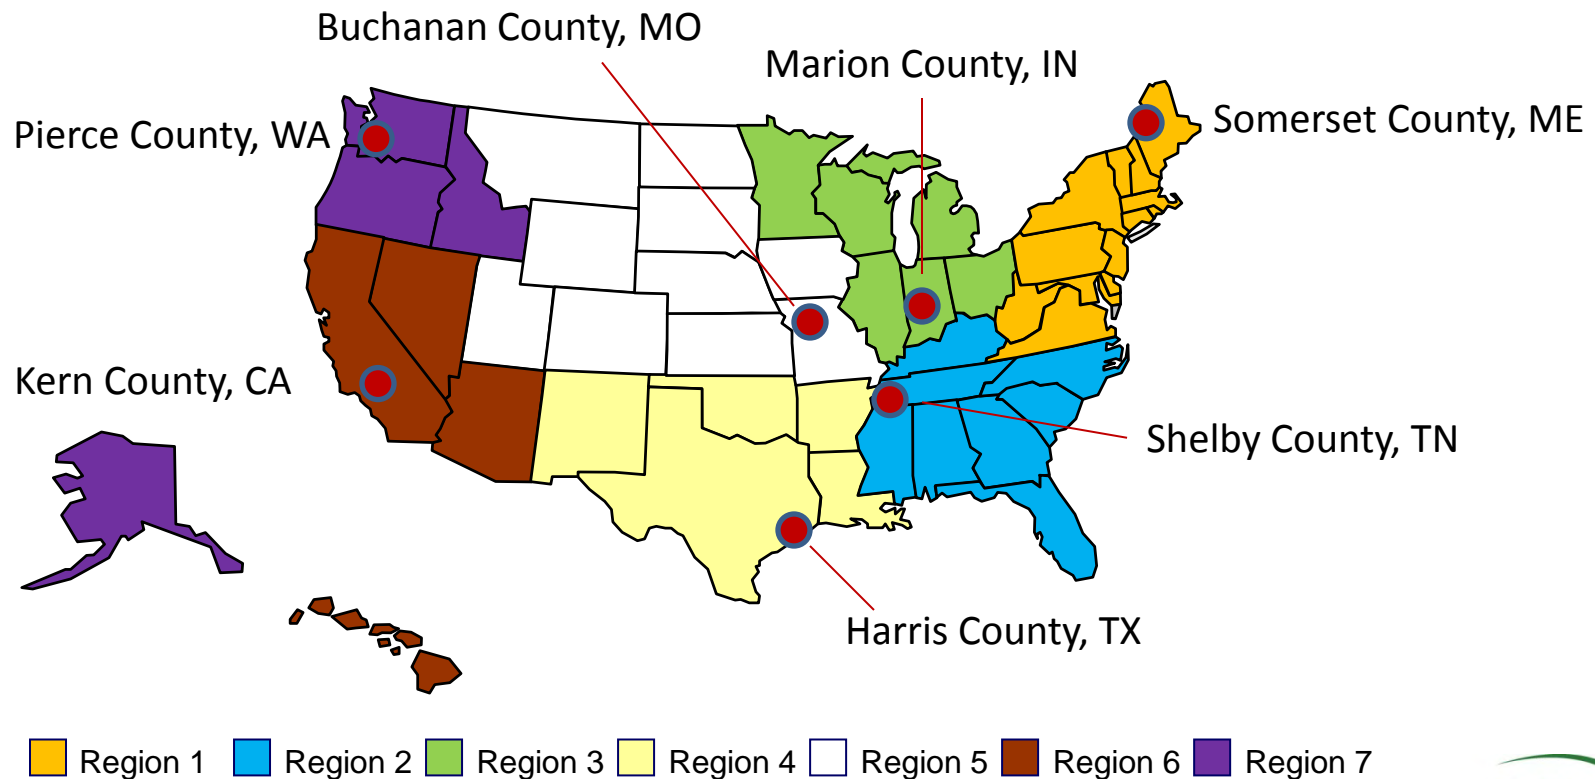 Buchanan County, MO
Marion County, IN
Pierce County, WA
Somerset County, ME
Kern County, CA
Shelby County, TN
Harris County, TX
Region 1 Region 2 Region 3 Region 4 Region 5 Region 6 Region 7